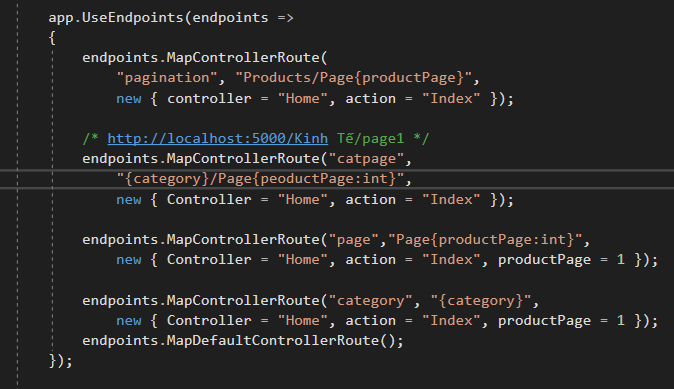 app.UseEndpoints(endpoints =>
{
endpoints.MapControllerRoute(
"pagination", "Products/Page{productPage}",
new { controller = "Home", action = "Index" });
/* http://localhost:5000/Kinh Tế/page1 */
endpoints.MapControllerRoute("catpage",
"{category}/Page{peoductPage:int}",
new { Controller = "Home", action = "Index" });
endpoints.MapControllerRoute("page","Page{productPage:int}",
new { Controller = "Home", action = "Index", productPage = 1 });
endpoints.MapControllerRoute("category", "{category}",
new { Controller = "Home", action = "Index", productPage = 1 });
endpoints.MapDefaultControllerRoute();
});